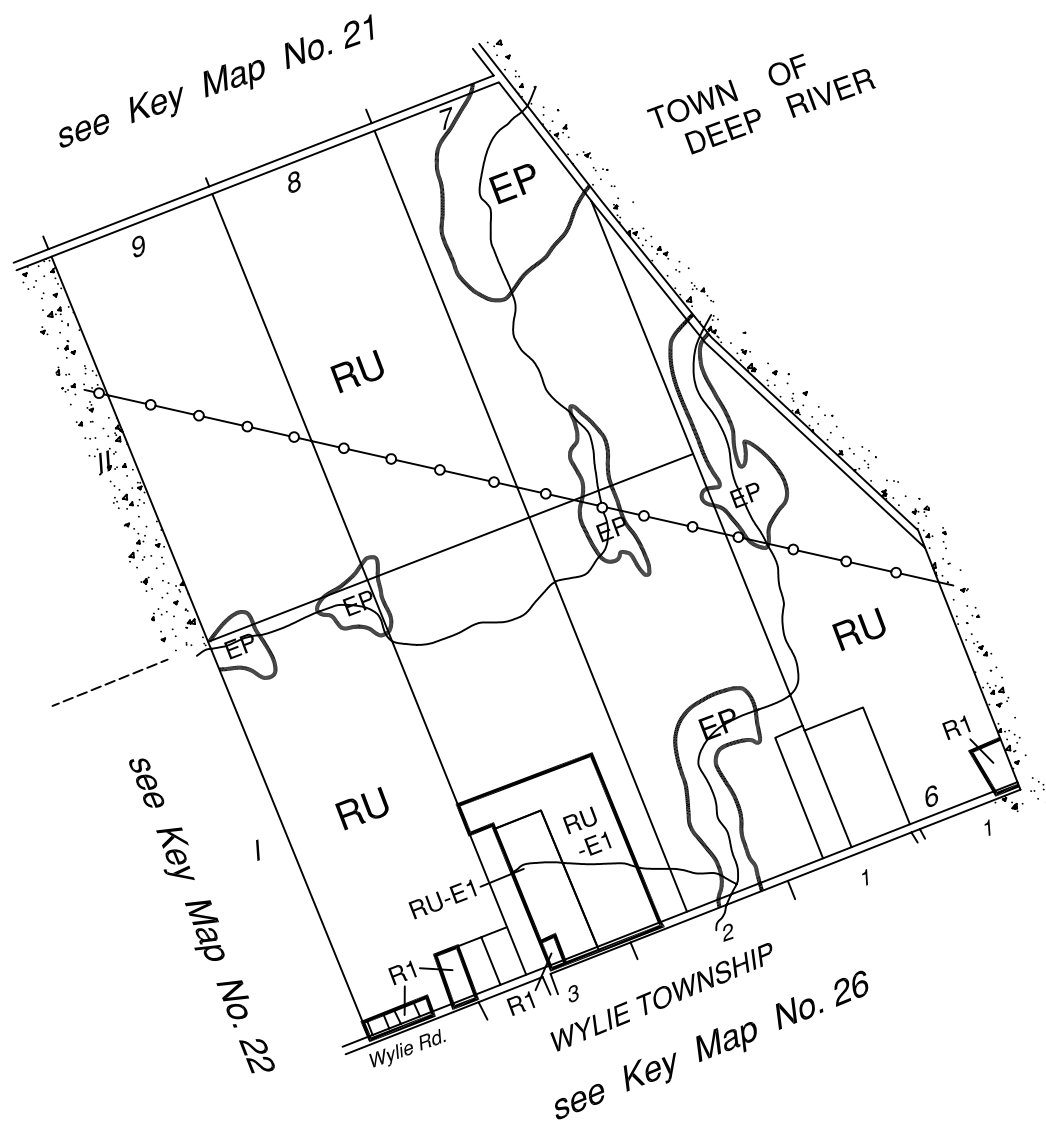 see Key Map No. 21
TOWN OF
DEEP RIVER
7
8
9
EP
RU
II
EP
EP
EP
EP
RU
EP
R1
RU
RU
-E1
6
1
1
I
RU-E1
2
R1
R1
3
Wylie Rd.
WYLIE TOWNSHIP
see Key Map No. 22
see Key Map No. 26